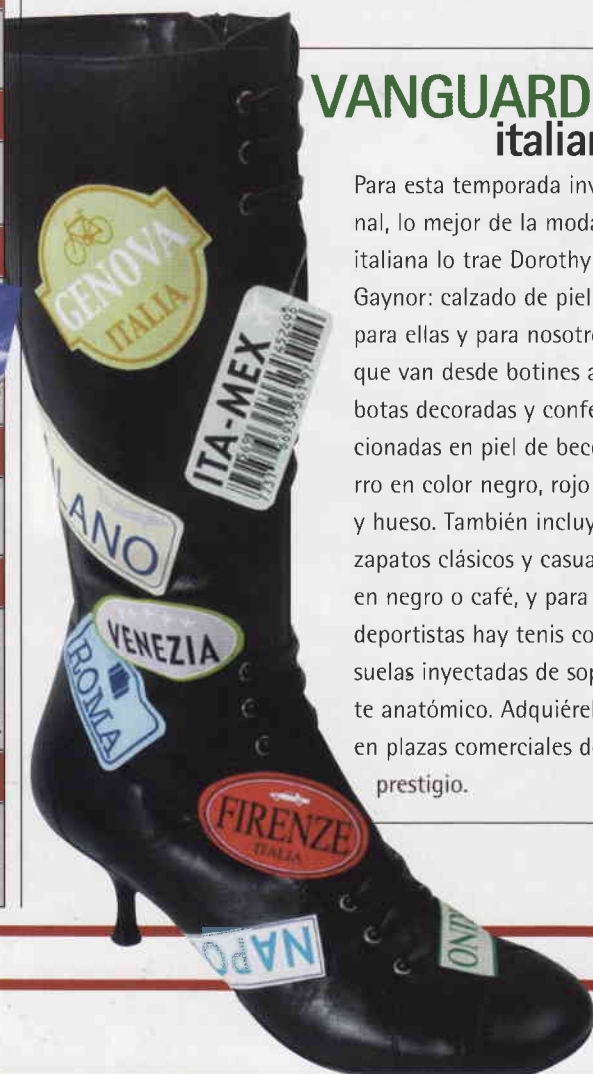 VANGUARD
italian
Para esta temporada inv
nal, lo mejor de la moda
italiana lo trae Dorothy
Gaynor: calzado de piel
para ellas y para nosotro
que van desde botines a
botas decoradas y confe
cionadas en piel de bece
rro en color negro, rojo
y hueso. También incluy
zapatos clásicos y casua
en negro o café, y para
deportistas hay tenis co
suelas inyectadas de sop
te anatómico. Adquiérel
en plazas comerciales d
prestigio.
GENOVA
ITALIA
ITA-MEX
LANO
VENEZIA
ROMA
FIRENZE
ITALIA
NAPO